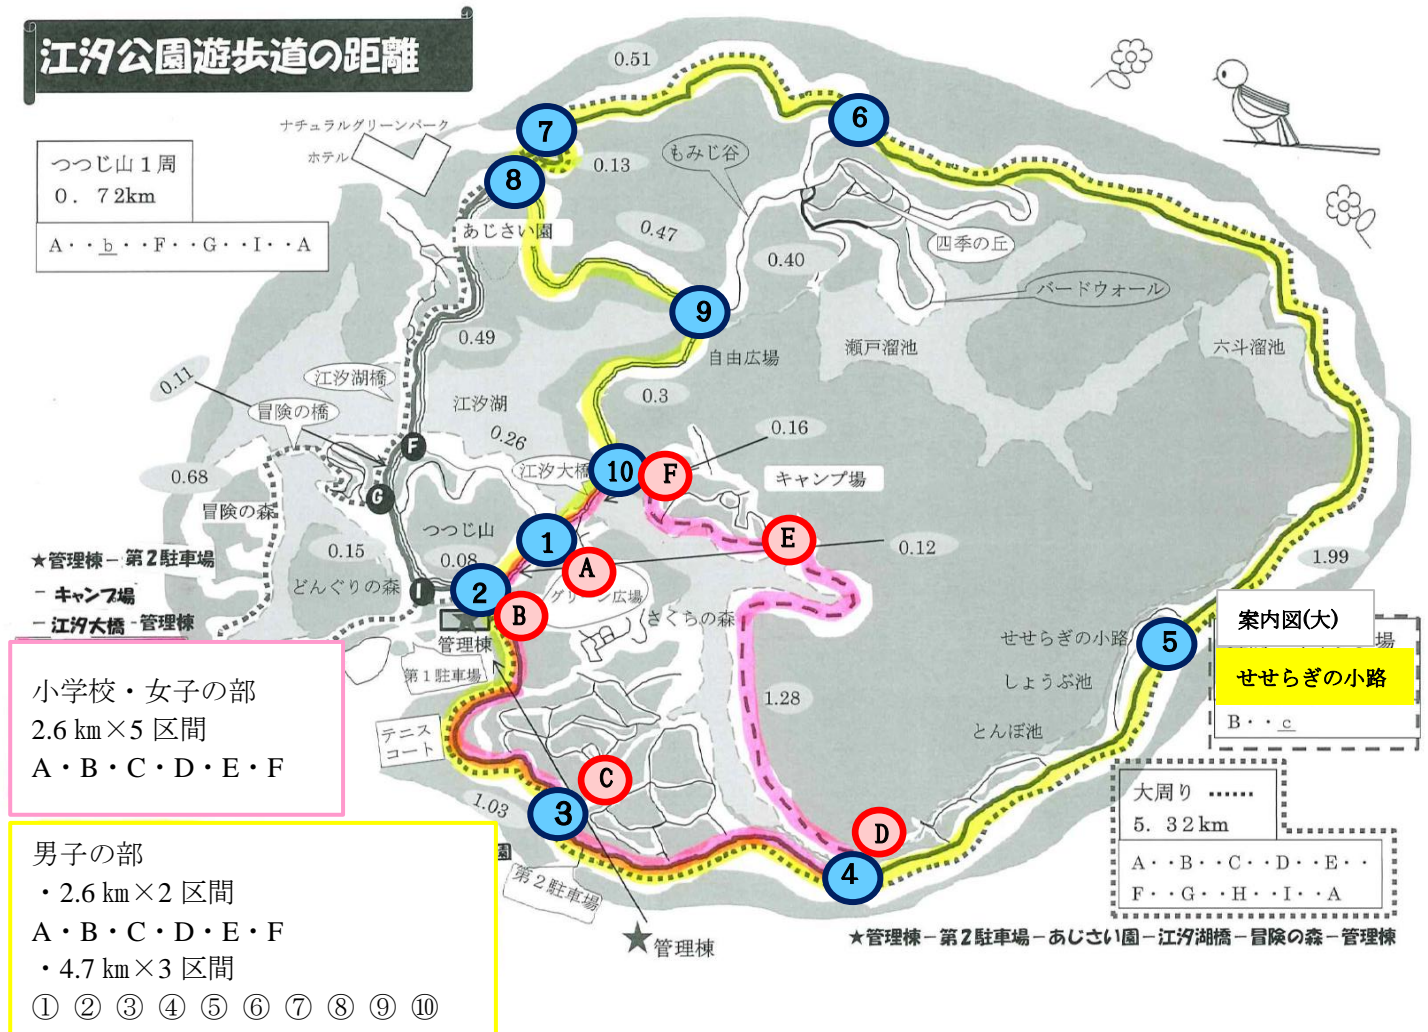 江汐公園遊歩道の距離
つつじ山1周
0.72km
A・・b・・F・・G・・I・・A
ナチュラルグリーンパーク
ホテル
0.51
7
6
0.13
もみじ谷
8
あじさい園
0.47
四季の丘
0.40
バードウォール
9
0.49
自由広場
瀬戸溜池
六斗溜池
江汐湖橋
0.11
0.3
江汐湖
冒険の橋
0.26
0.16
F
江汐大橋
10
F
キャンプ場
0.68
G
冒険の森
つつじ山
1
E
0.12
1.99
0.15
0.08
A
★管理棟－第2駐車場
－キャンプ場
－江汐大橋－管理棟
どんぐりの森
I
2
グリーン広場
B
さくちの森
管理棟
案内図(大)
場
せせらぎの小路
5
せせらぎの小路
第1駐車場
しょうぶ池
B・・c
小学校・女子の部
2.6㎞×5区間
A・B・C・D・E・F
1.28
テニス
コート
とんぼ池
C
1.03
3
大周り
5.32km
D
A・・B・・C・・D・・E・・
F・・G・・H・・I・・A
4
園
第2駐車場
男子の部
・2.6㎞×2区間
A・B・C・D・E・F
・4.7㎞×3区間
① ② ③ ④ ⑤ ⑥ ⑦ ⑧ ⑨ ⑩
★管理棟
★管理棟－第2駐車場－あじさい園－江汐湖橋－冒険の森－管理棟